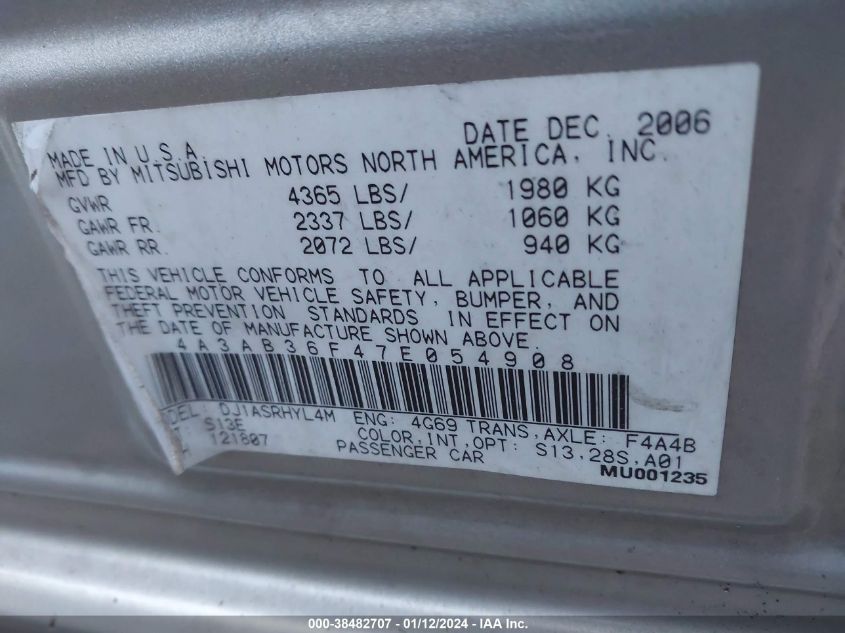 DATE DEC. 2006
MADE IN U.S.A.
MFD BY MITSUBISHI MOTORS NORTH AMERICA, INC.
GVWR 4365 LBS/ 1980 KG
GAWR FR. 2337 LBS/ 1060 KG
GAWR RR. 2072 LBS/ 940 KG
THIS VEHICLE CONFORMS TO ALL APPLICABLE
FEDERAL MOTOR VEHICLE SAFETY, BUMPER, AND
THEFT PREVENTION STANDARDS IN EFFECT ON
THE DATE OF MANUFACTURE SHOWN ABOVE.
4A3AB36F47E054908
DEL: DJ1ASRHYL4M ENG: 4G69 TRANS,AXLE: F4A4B
S13E COLOR,INT,OPT: S13,28S,A01
121807 PASSENGER CAR
MU001235
000-38482707 - 01/12/2024 - IAA Inc.